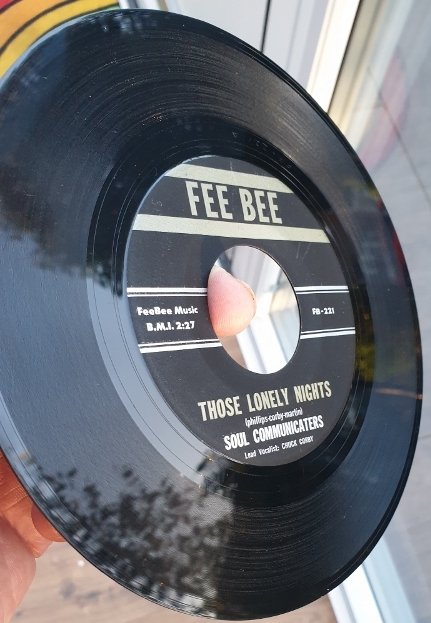 FEE BEE
FeeBee Music
B.M.I. 2:27
FB-221
THOSE LONELY NIGHTS
(phillips-corby-martin)
SOUL COMMUNICATERS
Lead Vocalist: CHUCK CORBY